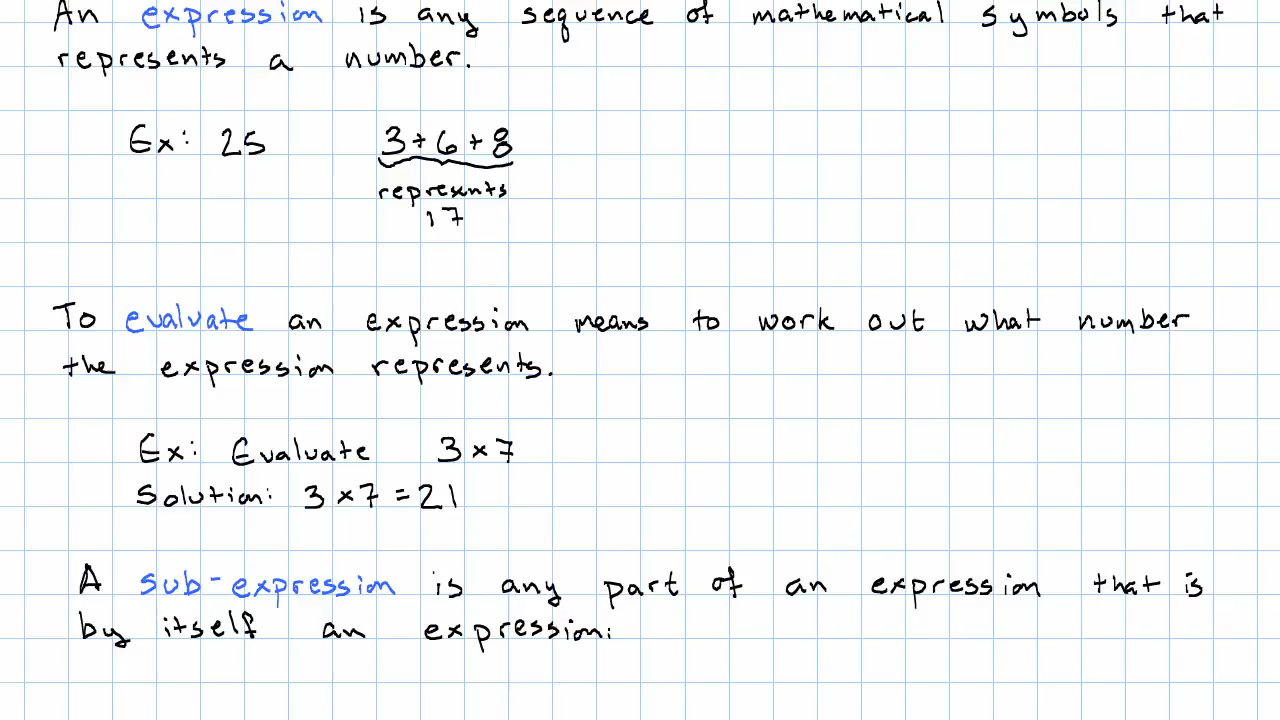 An expression is any sequence of mathematical symbols that
represents a number.
Ex: 25 3+6+8
represents
17
To evaluate an expression means to work out what number
the expression represents.
Ex: Evaluate 3×7
Solution: 3×7=21
A sub-expression is any part of an expression that is
by itself an expression: